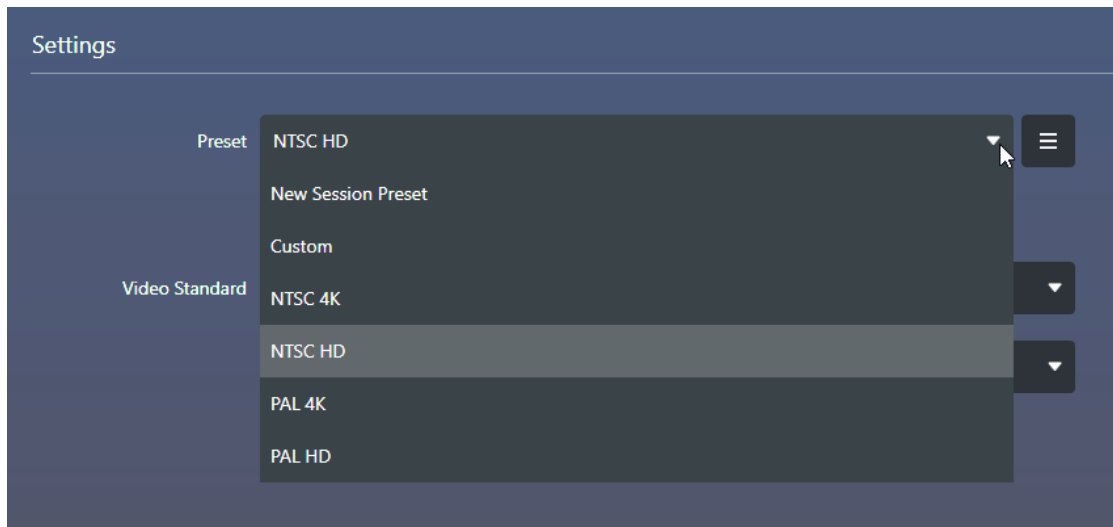 Settings
Preset NTSC HD
New Session Preset
Custom
Video Standard NTSC 4K
NTSC HD
PAL 4K
PAL HD